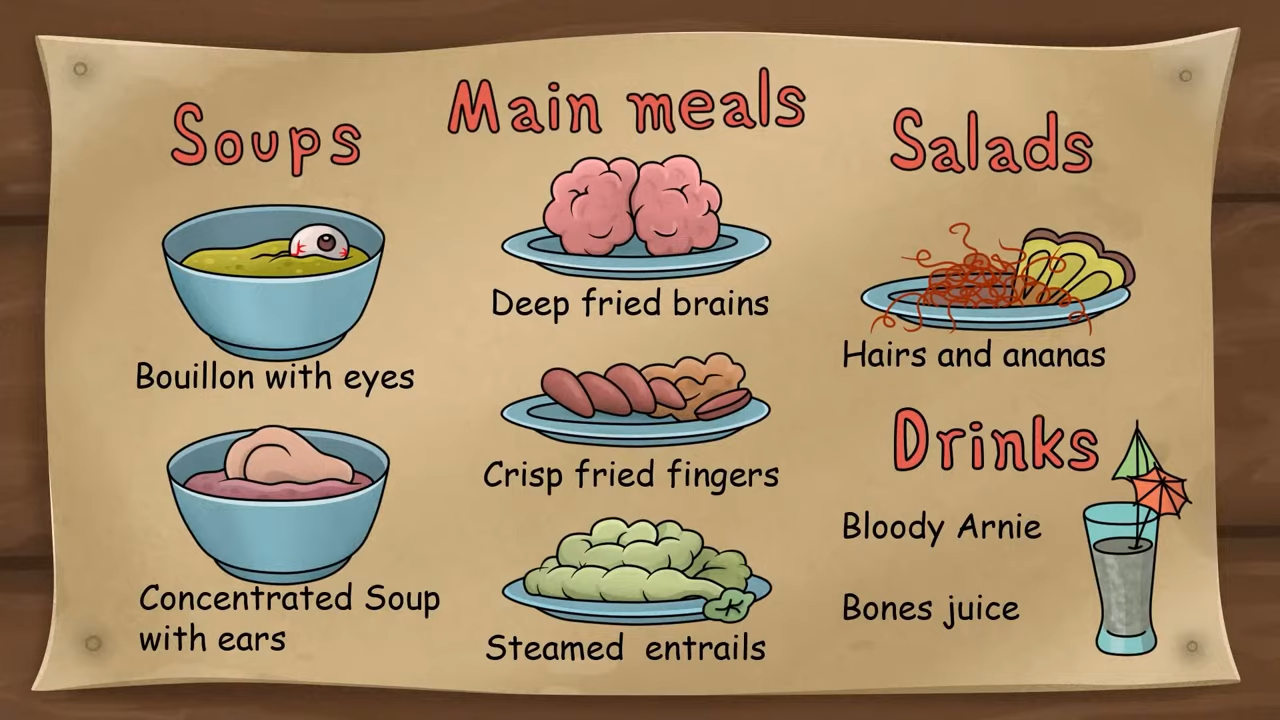 Soups
Bouillon with eyes
Concentrated Soup
with ears
Main meals
Deep fried brains
Crisp fried fingers
Steamed entrails
Salads
Hairs and ananas
Drinks
Bloody Arnie
Bones juice